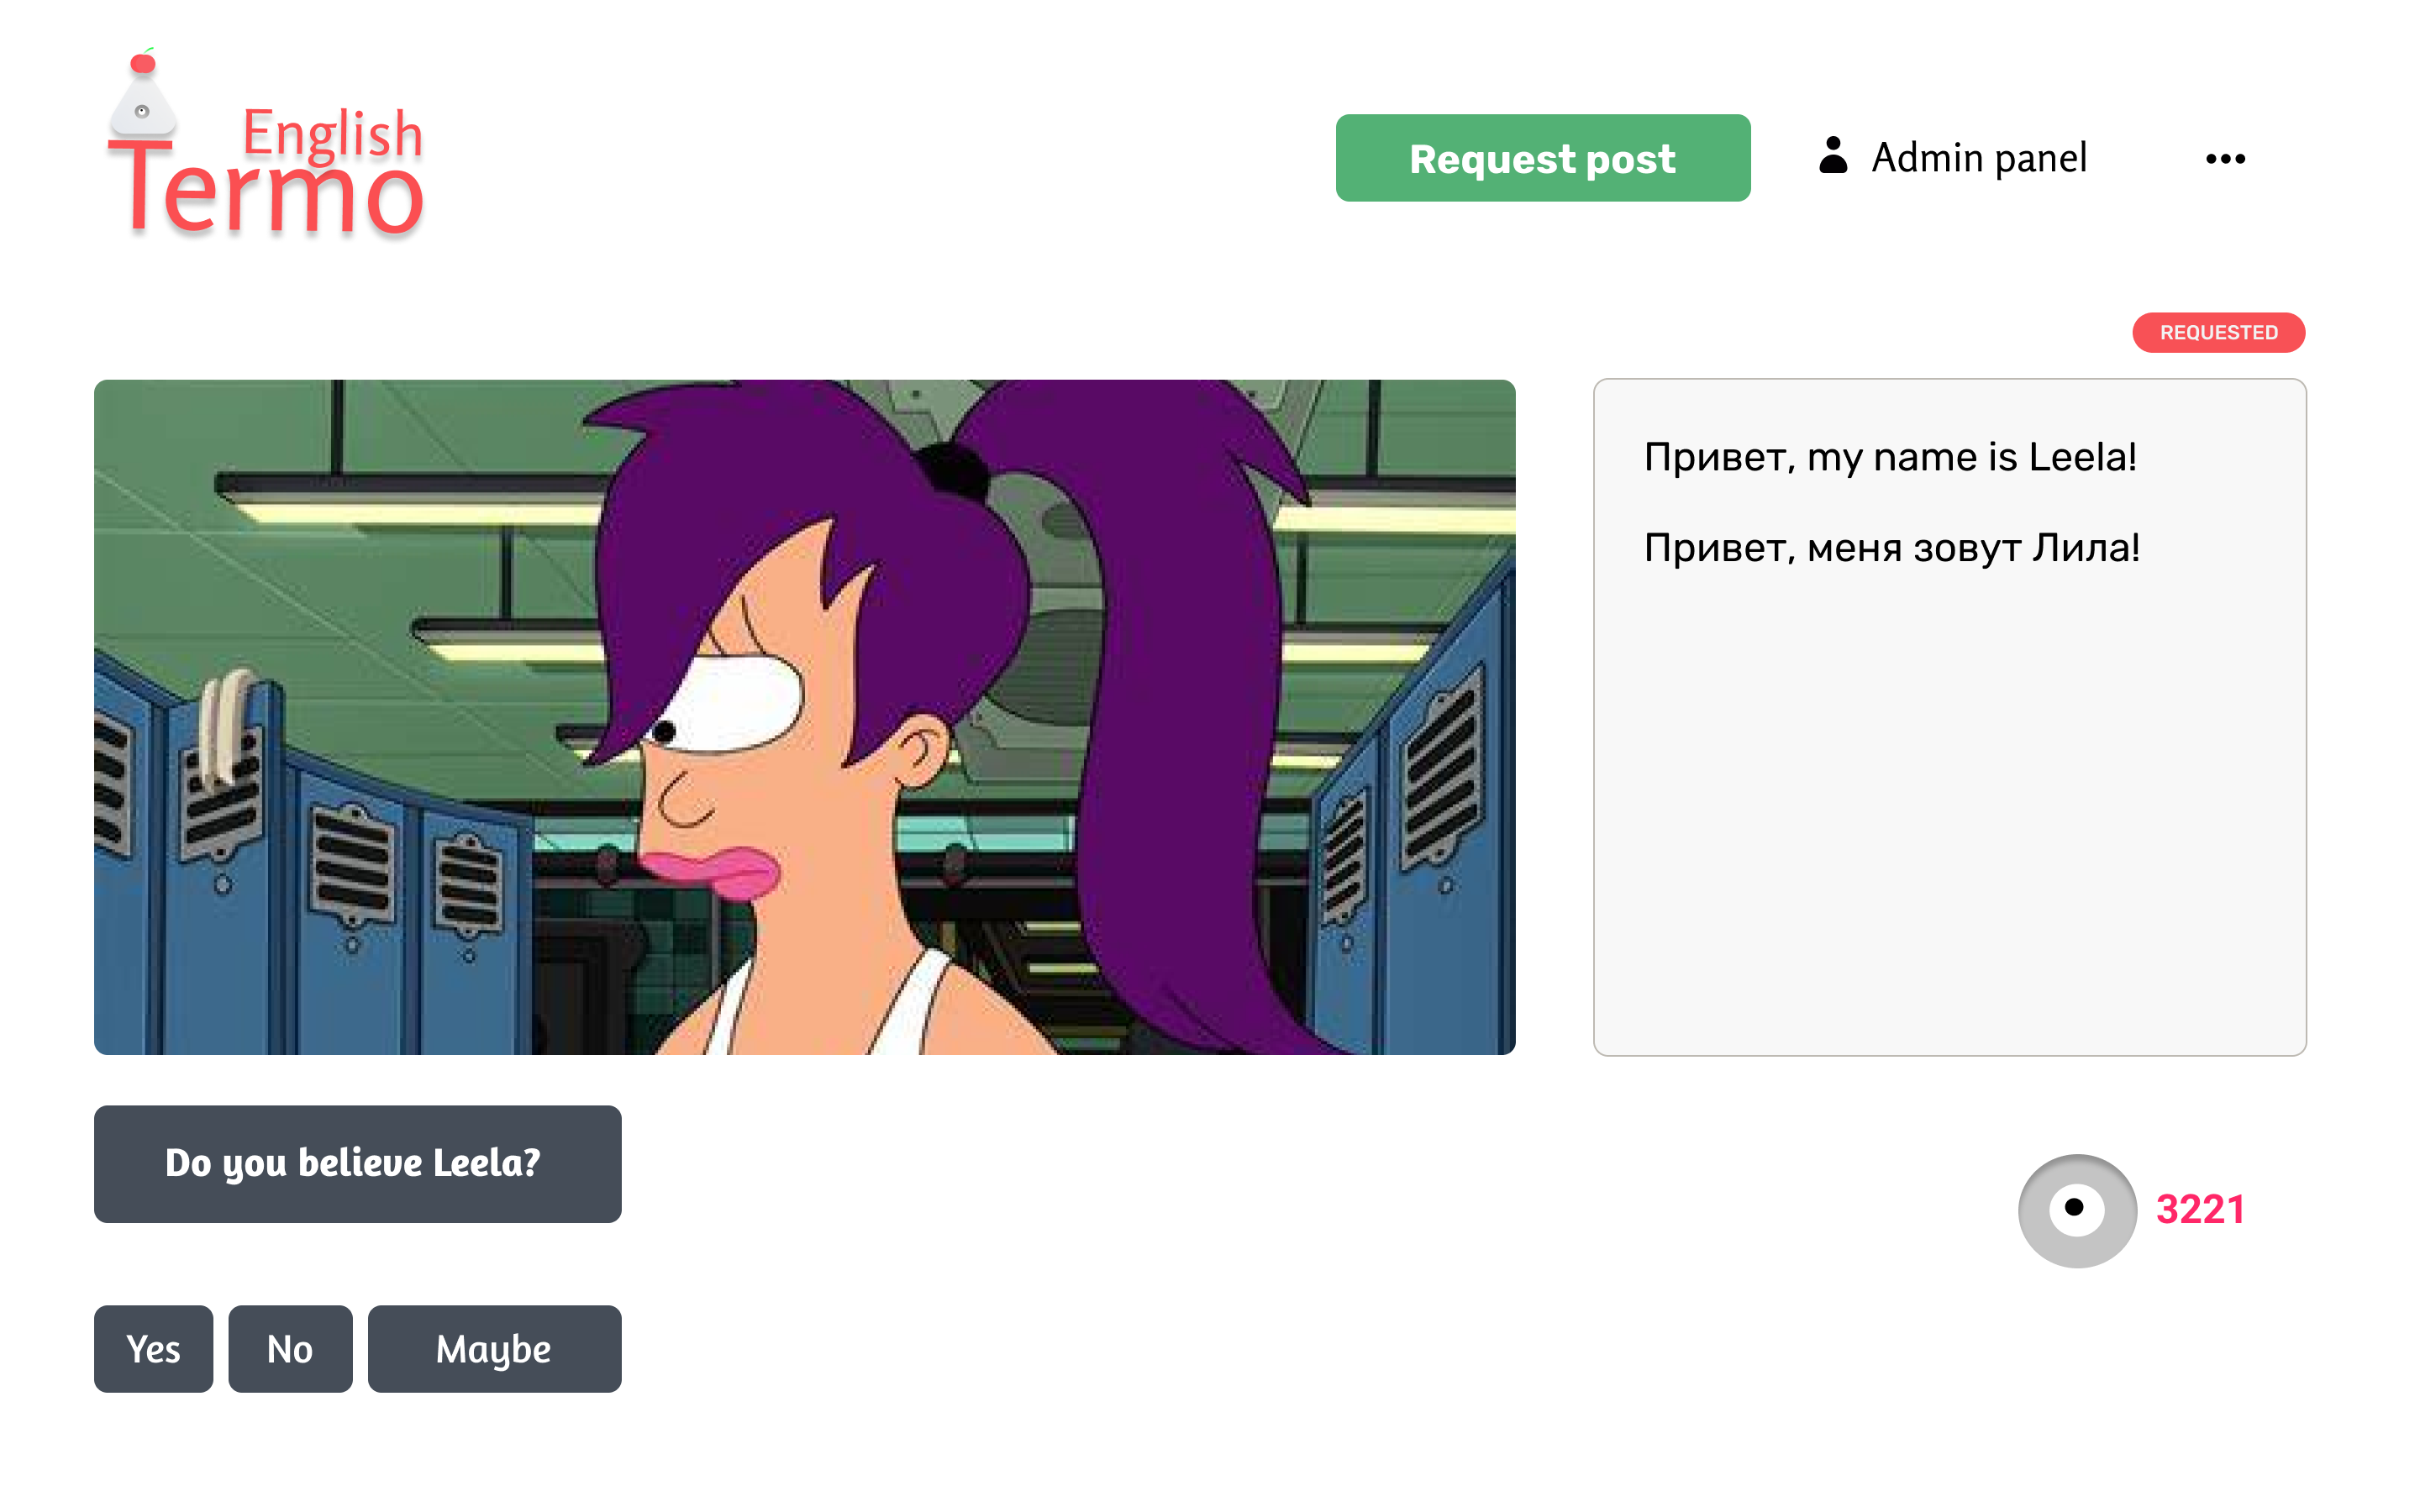 English
Termo
Request post
Admin panel
REQUESTED
Привет, my name is Leela!
Привет, меня зовут Лила!
Do you believe Leela?
3221
Yes
No
Maybe